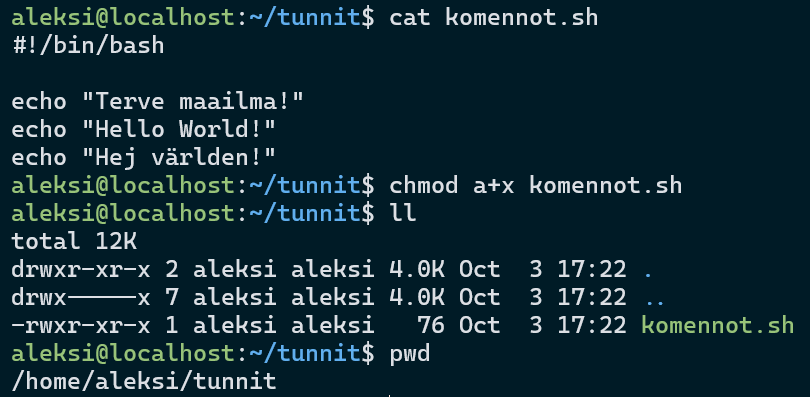 aleksi@localhost:~/tunnit$ cat komennot.sh
#!/bin/bash

echo "Terve maailma!"
echo "Hello World!"
echo "Hej världen!"
aleksi@localhost:~/tunnit$ chmod a+x komennot.sh
aleksi@localhost:~/tunnit$ ll
total 12K
drwxr-xr-x 2 aleksi aleksi 4.0K Oct  3 17:22 .
drwx-----x 7 aleksi aleksi 4.0K Oct  3 17:22 ..
-rwxr-xr-x 1 aleksi aleksi   76 Oct  3 17:22 komennot.sh
aleksi@localhost:~/tunnit$ pwd
/home/aleksi/tunnit